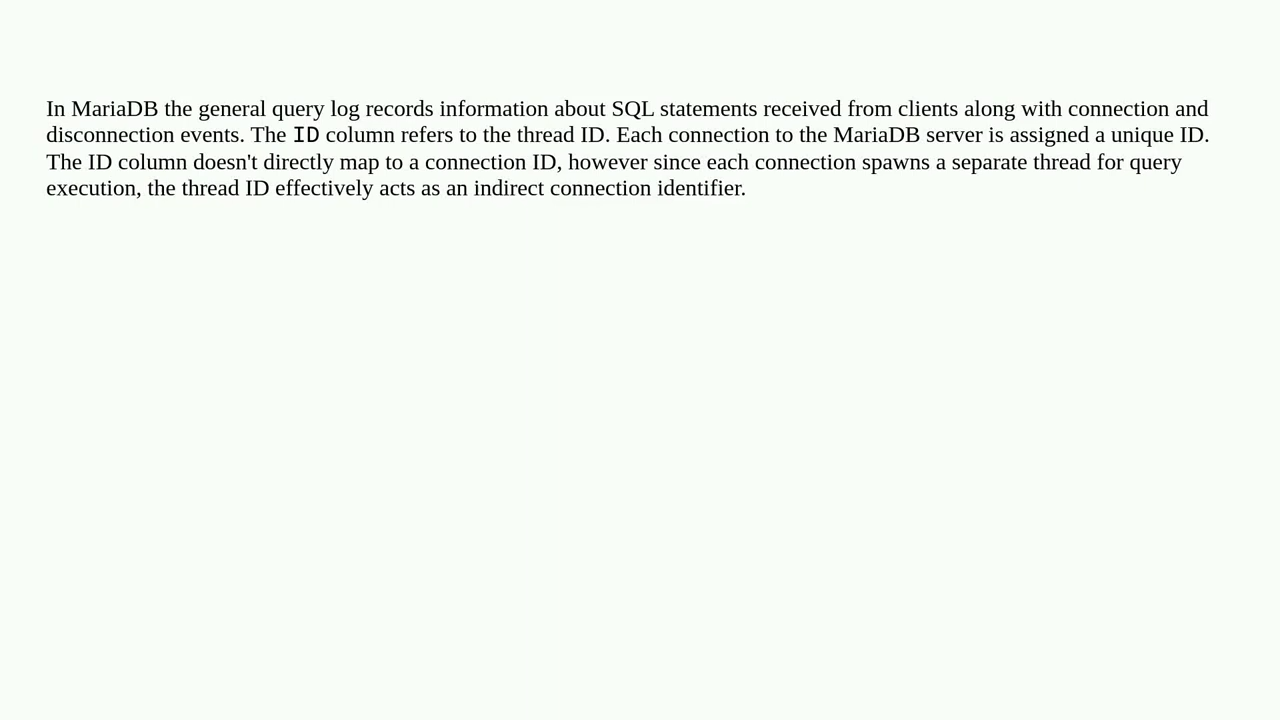 In MariaDB the general query log records information about SQL statements received from clients along with connection and
disconnection events. The ID column refers to the thread ID. Each connection to the MariaDB server is assigned a unique ID.
The ID column doesn't directly map to a connection ID, however since each connection spawns a separate thread for query
execution, the thread ID effectively acts as an indirect connection identifier.